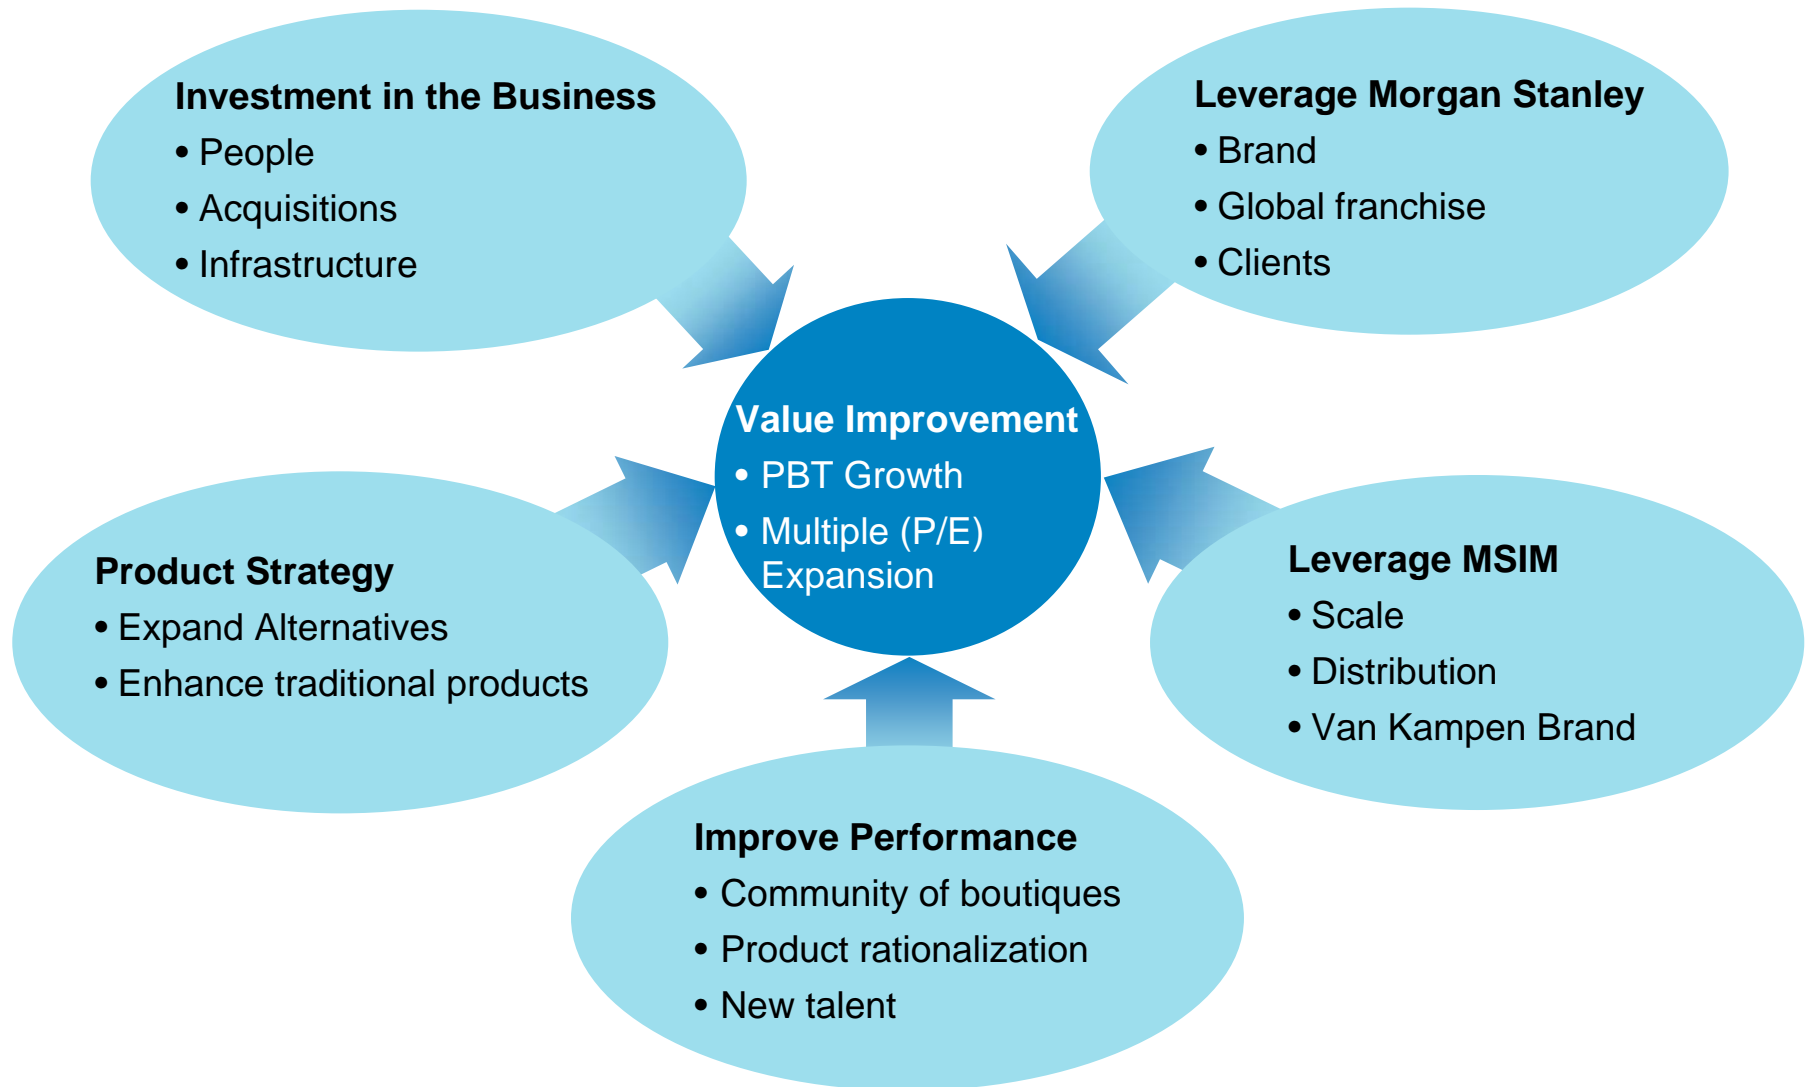 Investment in the Business
• People
• Acquisitions
• Infrastructure
Leverage Morgan Stanley
• Brand
• Global franchise
• Clients
Value Improvement
• PBT Growth
• Multiple (P/E)
Expansion
Product Strategy
• Expand Alternatives
• Enhance traditional products
Leverage MSIM
• Scale
• Distribution
• Van Kampen Brand
Improve Performance
• Community of boutiques
• Product rationalization
• New talent